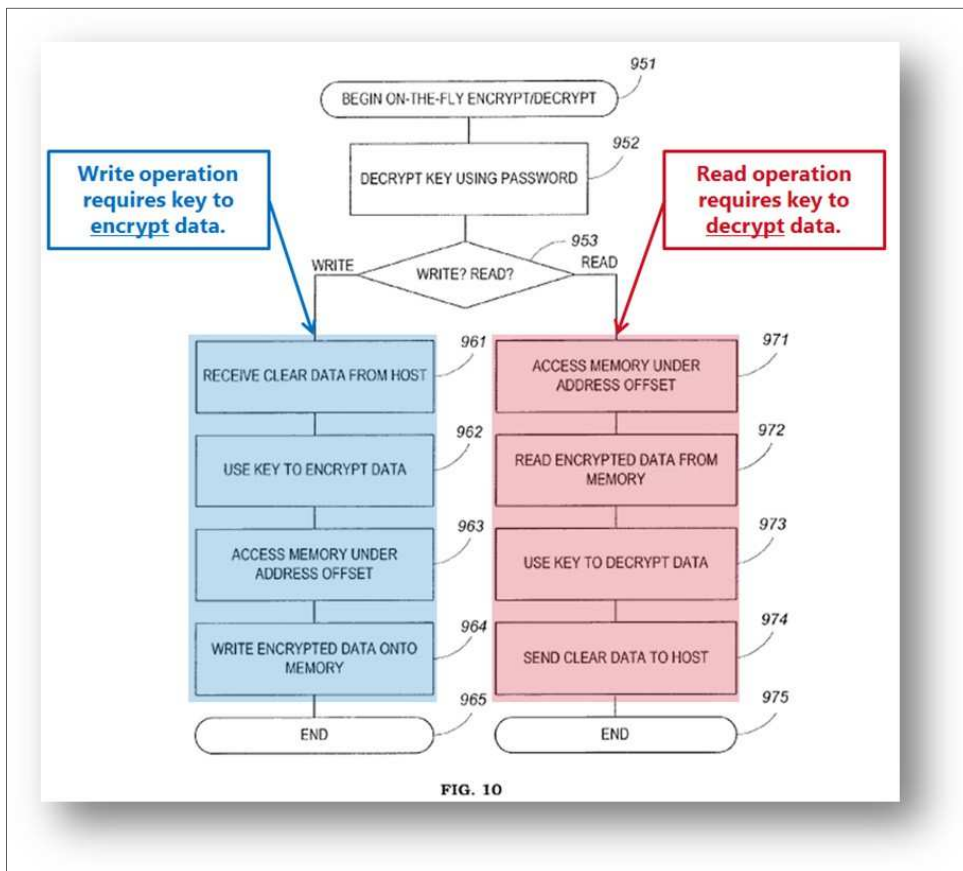 951
BEGIN ON-THE-FLY ENCRYPT/DECRYPT
952
DECRYPT KEY USING PASSWORD
Write operation
requires key to
encrypt data.
Read operation
requires key to
decrypt data.
953
WRITE
WRITE? READ?
READ
961
RECEIVE CLEAR DATA FROM HOST
962
USE KEY TO ENCRYPT DATA
963
ACCESS MEMORY UNDER
ADDRESS OFFSET
964
WRITE ENCRYPTED DATA ONTO
MEMORY
965
END
971
ACCESS MEMORY UNDER
ADDRESS OFFSET
972
READ ENCRYPTED DATA FROM
MEMORY
973
USE KEY TO DECRYPT DATA
974
SEND CLEAR DATA TO HOST
975
END
FIG. 10